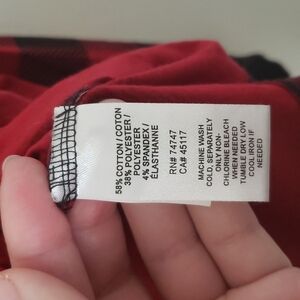 58% COTTON/COTON
38% POLYESTER/
POLYESTER
4% SPANDEX/
ÉLASTHANNE
RN# 74747
CA# 45117
MACHINE WASH
COLD, SEPARATELY
ONLY NON-
CHLORINE BLEACH
WHEN NEEDED
TUMBLE DRY LOW
COOL IRON IF
NEEDED